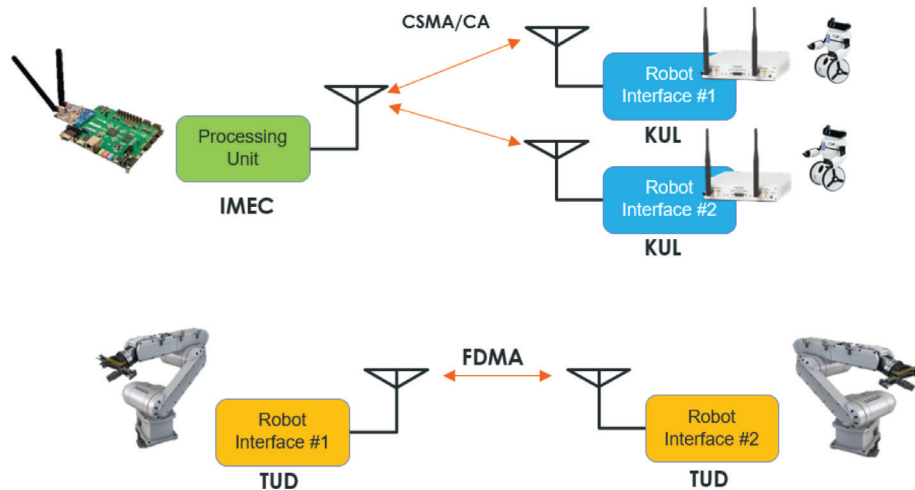 CSMA/CA
Robot
Interface #1
KUL
Processing
Unit
IMEC
Robot
Interface #2
KUL
FDMA
Robot
Interface #1
TUD
Robot
Interface #2
TUD